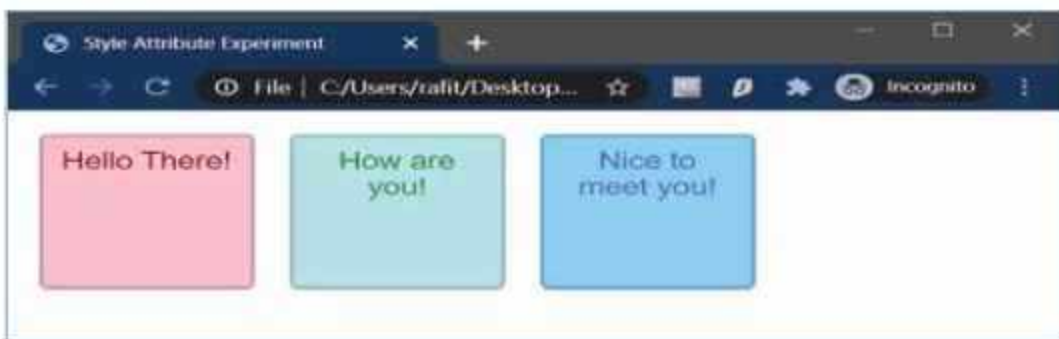 Style Attribute Experiment
File | C:/Users/rafit/Desktop...
Incognito
Hello There!
How are
you!
Nice to
meet you!